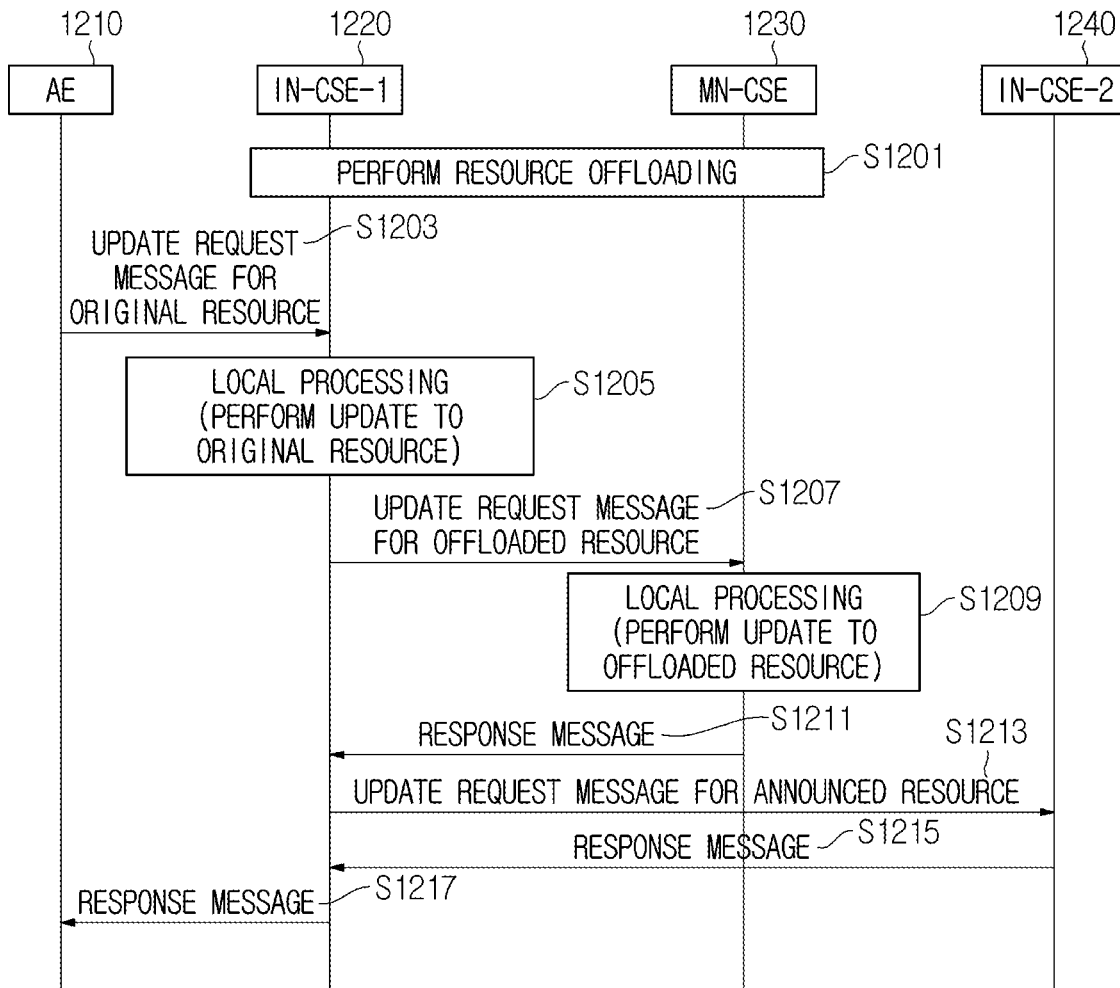 1210
1220
1230
1240
AE
IN-CSE-1
MN-CSE
IN-CSE-2
PERFORM RESOURCE OFFLOADING
S1201
UPDATE REQUEST
MESSAGE FOR
ORIGINAL RESOURCE
S1203
LOCAL PROCESSING
(PERFORM UPDATE TO
ORIGINAL RESOURCE)
S1205
UPDATE REQUEST MESSAGE
FOR OFFLOADED RESOURCE
S1207
LOCAL PROCESSING
(PERFORM UPDATE TO
OFFLOADED RESOURCE)
S1209
RESPONSE MESSAGE
S1211
UPDATE REQUEST MESSAGE FOR ANNOUNCED RESOURCE
S1213
RESPONSE MESSAGE
S1215
RESPONSE MESSAGE
S1217